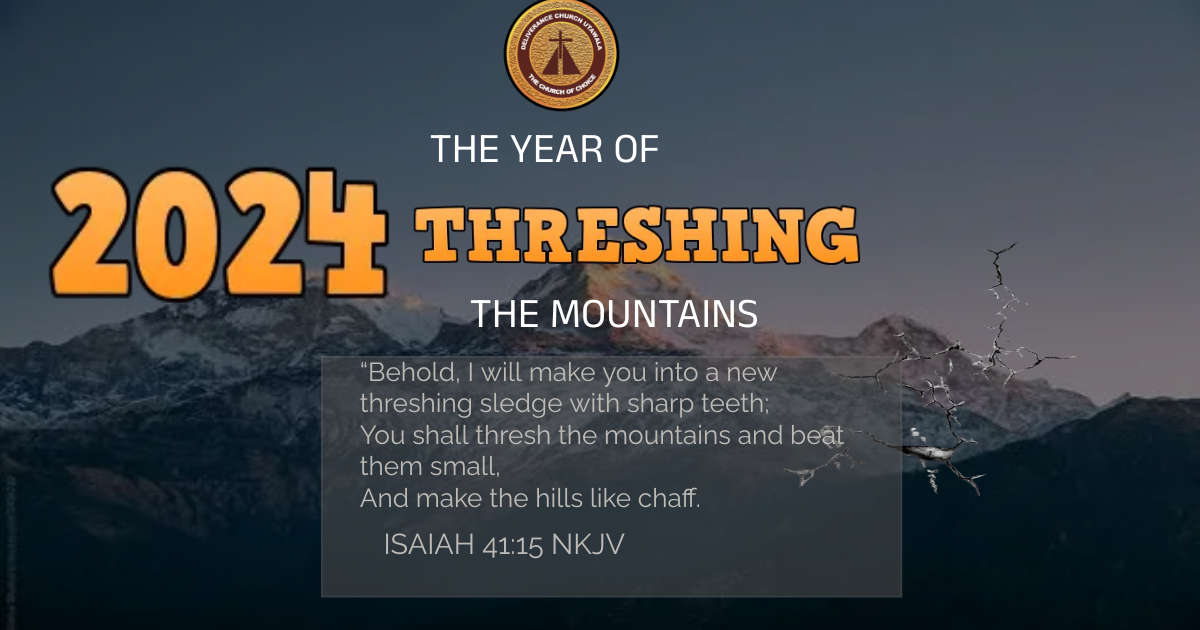 DELIVERANCE CHURCH UTAWALA
THE CHURCH OF CHOICE
THE YEAR OF
2024 THRESHING
THE MOUNTAINS
“Behold, I will make you into a new
threshing sledge with sharp teeth;
You shall thresh the mountains and beat
them small,
And make the hills like chaff.
ISAIAH 41:15 NKJV